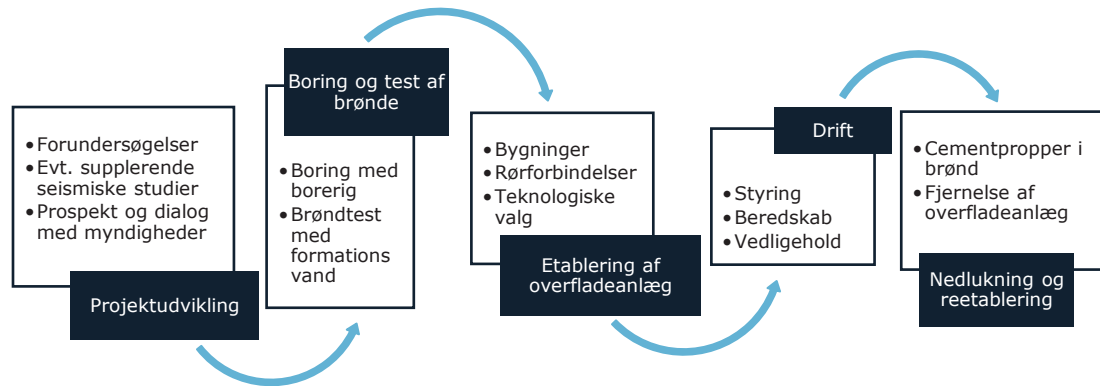 • Forundersøgelser
• Evt. supplerende
seismiske studier
• Prospekt og dialog
med myndigheder
Projektudvikling
Boring og test af
brønde
• Boring med
borerig
• Brøndtest
med
formations
vand
• Bygninger
• Rørforbindelser
• Teknologiske
valg
Etablering af
overfladeanlæg
Drift
• Styring
• Beredskab
• Vedligehold
• Cementpropper i
brønd
• Fjernelse af
overfladeanlæg
Nedlukning og
reetablering